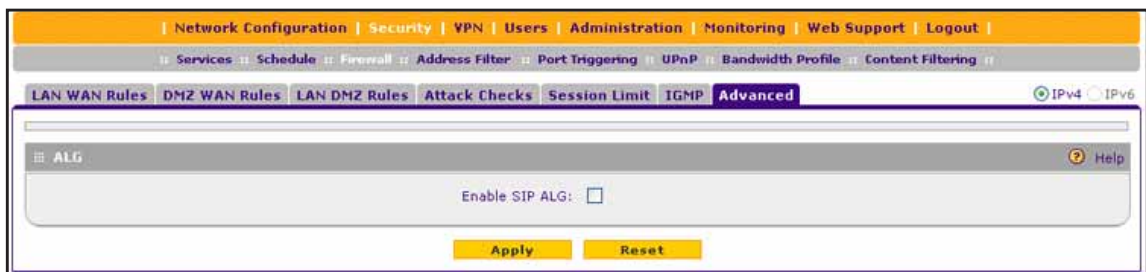 | Network Configuration | Security | VPN | Users | Administration | Monitoring | Web Support | Logout |
:: Services :: Schedule :: Firewall :: Address Filter :: Port Triggering :: UPnP :: Bandwidth Profile :: Content Filtering ::
LAN WAN Rules DMZ WAN Rules LAN DMZ Rules Attack Checks Session Limit IGMP Advanced IPv4 IPv6
ALG Help
Enable SIP ALG:
Apply Reset